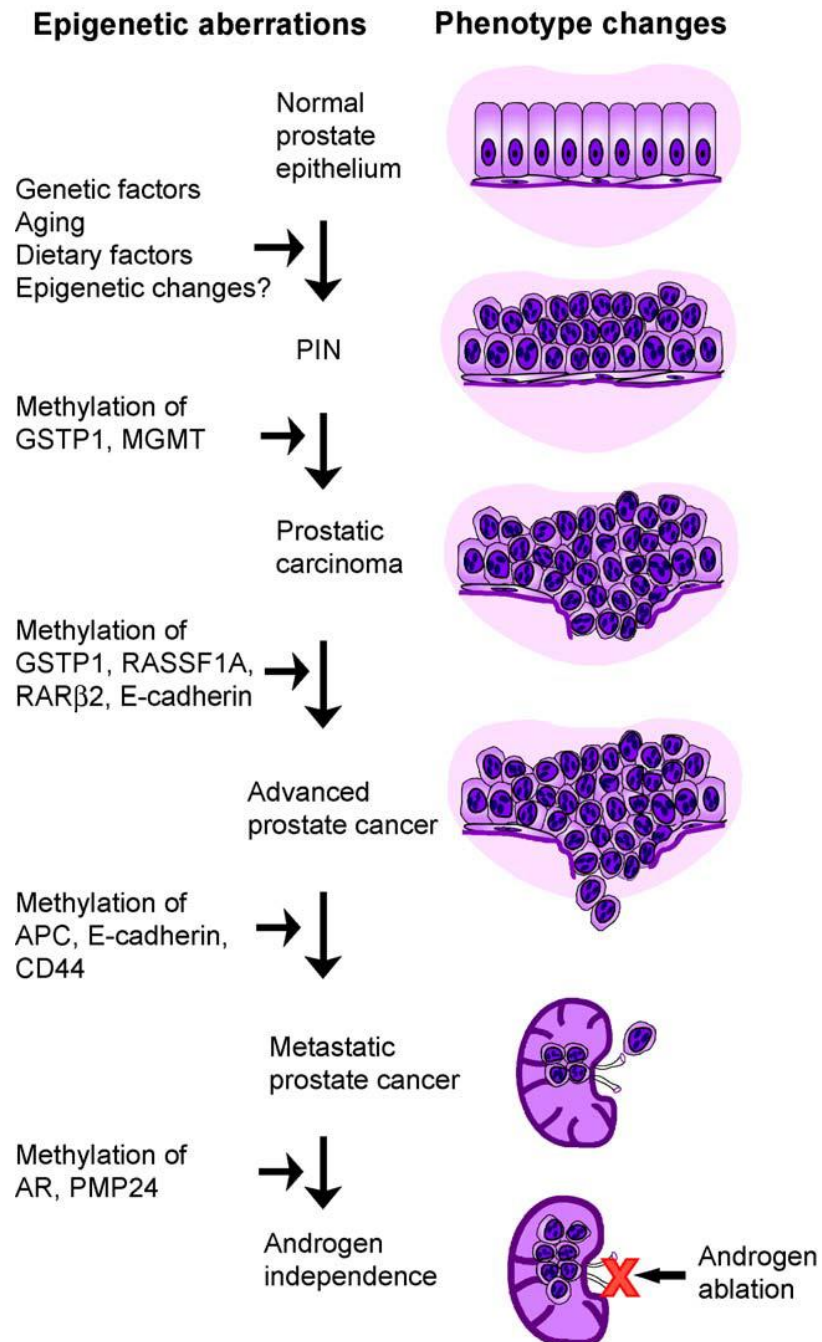 Epigenetic aberrations
Phenotype changes
Normal
prostate
epithelium
Genetic factors
Aging
Dietary factors
Epigenetic changes?
PIN
Methylation of
GSTP1, MGMT
Prostatic
carcinoma
Methylation of
GSTP1, RASSF1A,
RARβ2, E-cadherin
Advanced
prostate cancer
Methylation of
APC, E-cadherin,
CD44
Metastatic
prostate cancer
Methylation of
AR, PMP24
Androgen
independence
X
Androgen
ablation